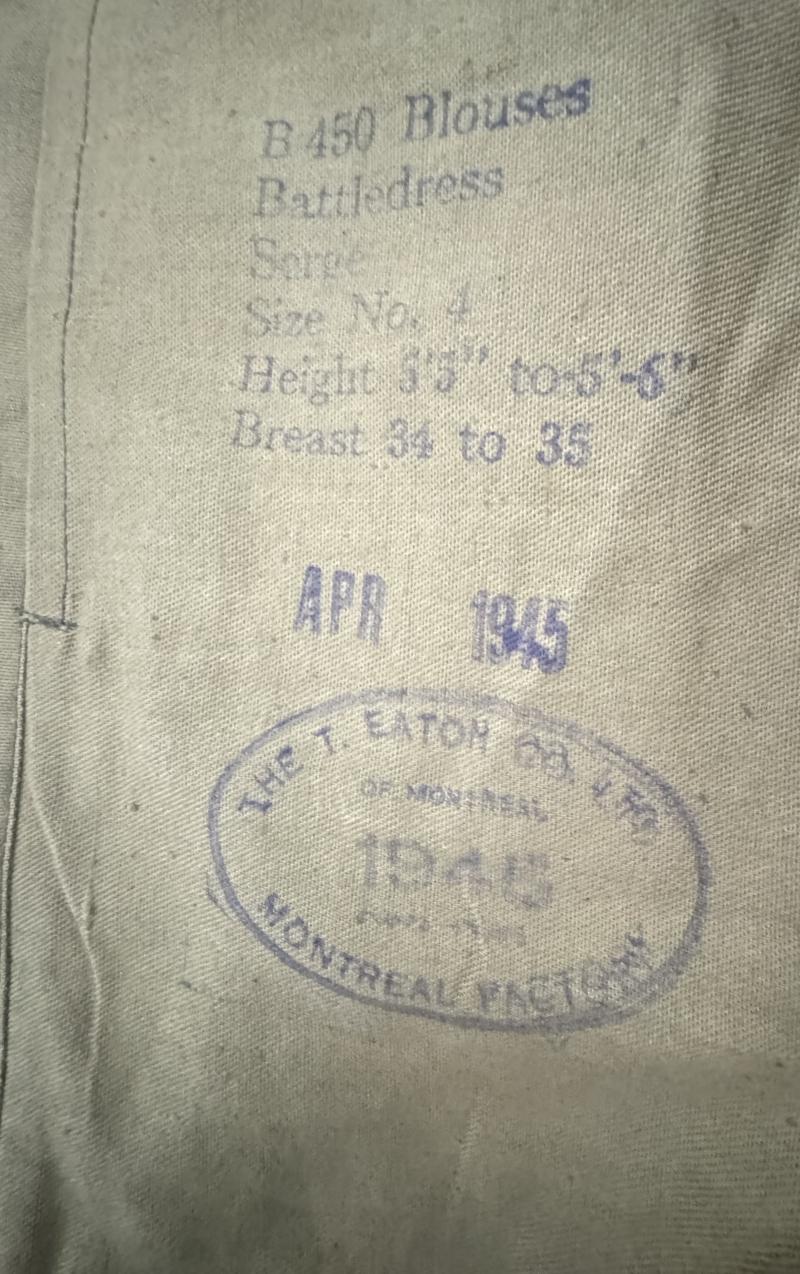 B 450 Blouses
Battledress
Serge
Size No. 4
Height 5'5" to 5'-6"
Breast 34 to 35
APR 1945
THE T. EATON CO. LTD.
OF MONTREAL
1945
MONTREAL FACTORY